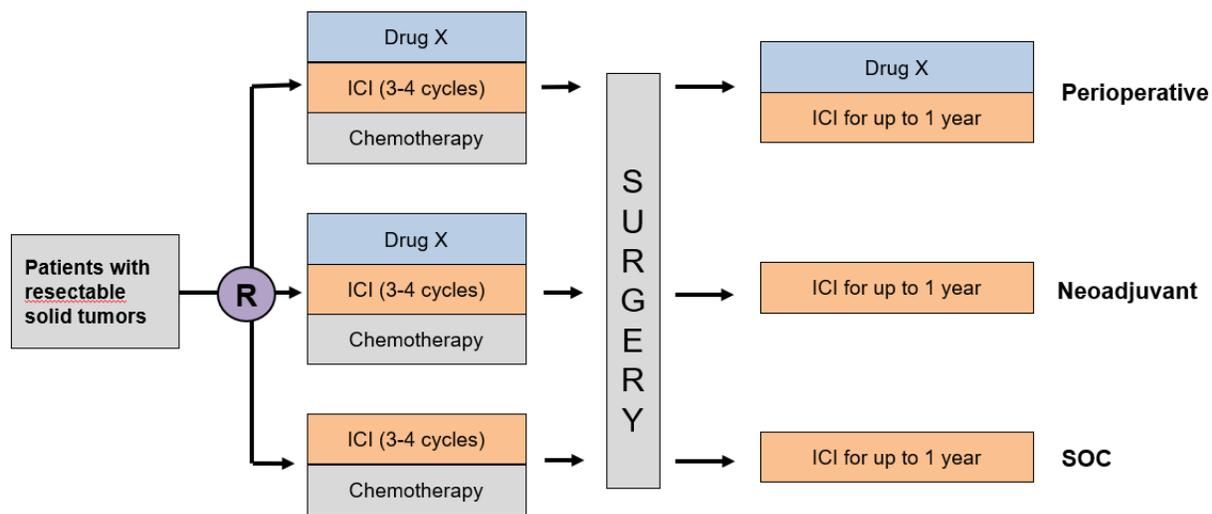 Drug X
ICI (3-4 cycles)
Chemotherapy
Drug X
ICI for up to 1 year
Perioperative
Patients with
resectable
solid tumors
R
Drug X
ICI (3-4 cycles)
Chemotherapy
S
U
R
G
E
R
Y
ICI for up to 1 year
Neoadjuvant
ICI (3-4 cycles)
Chemotherapy
ICI for up to 1 year
SOC